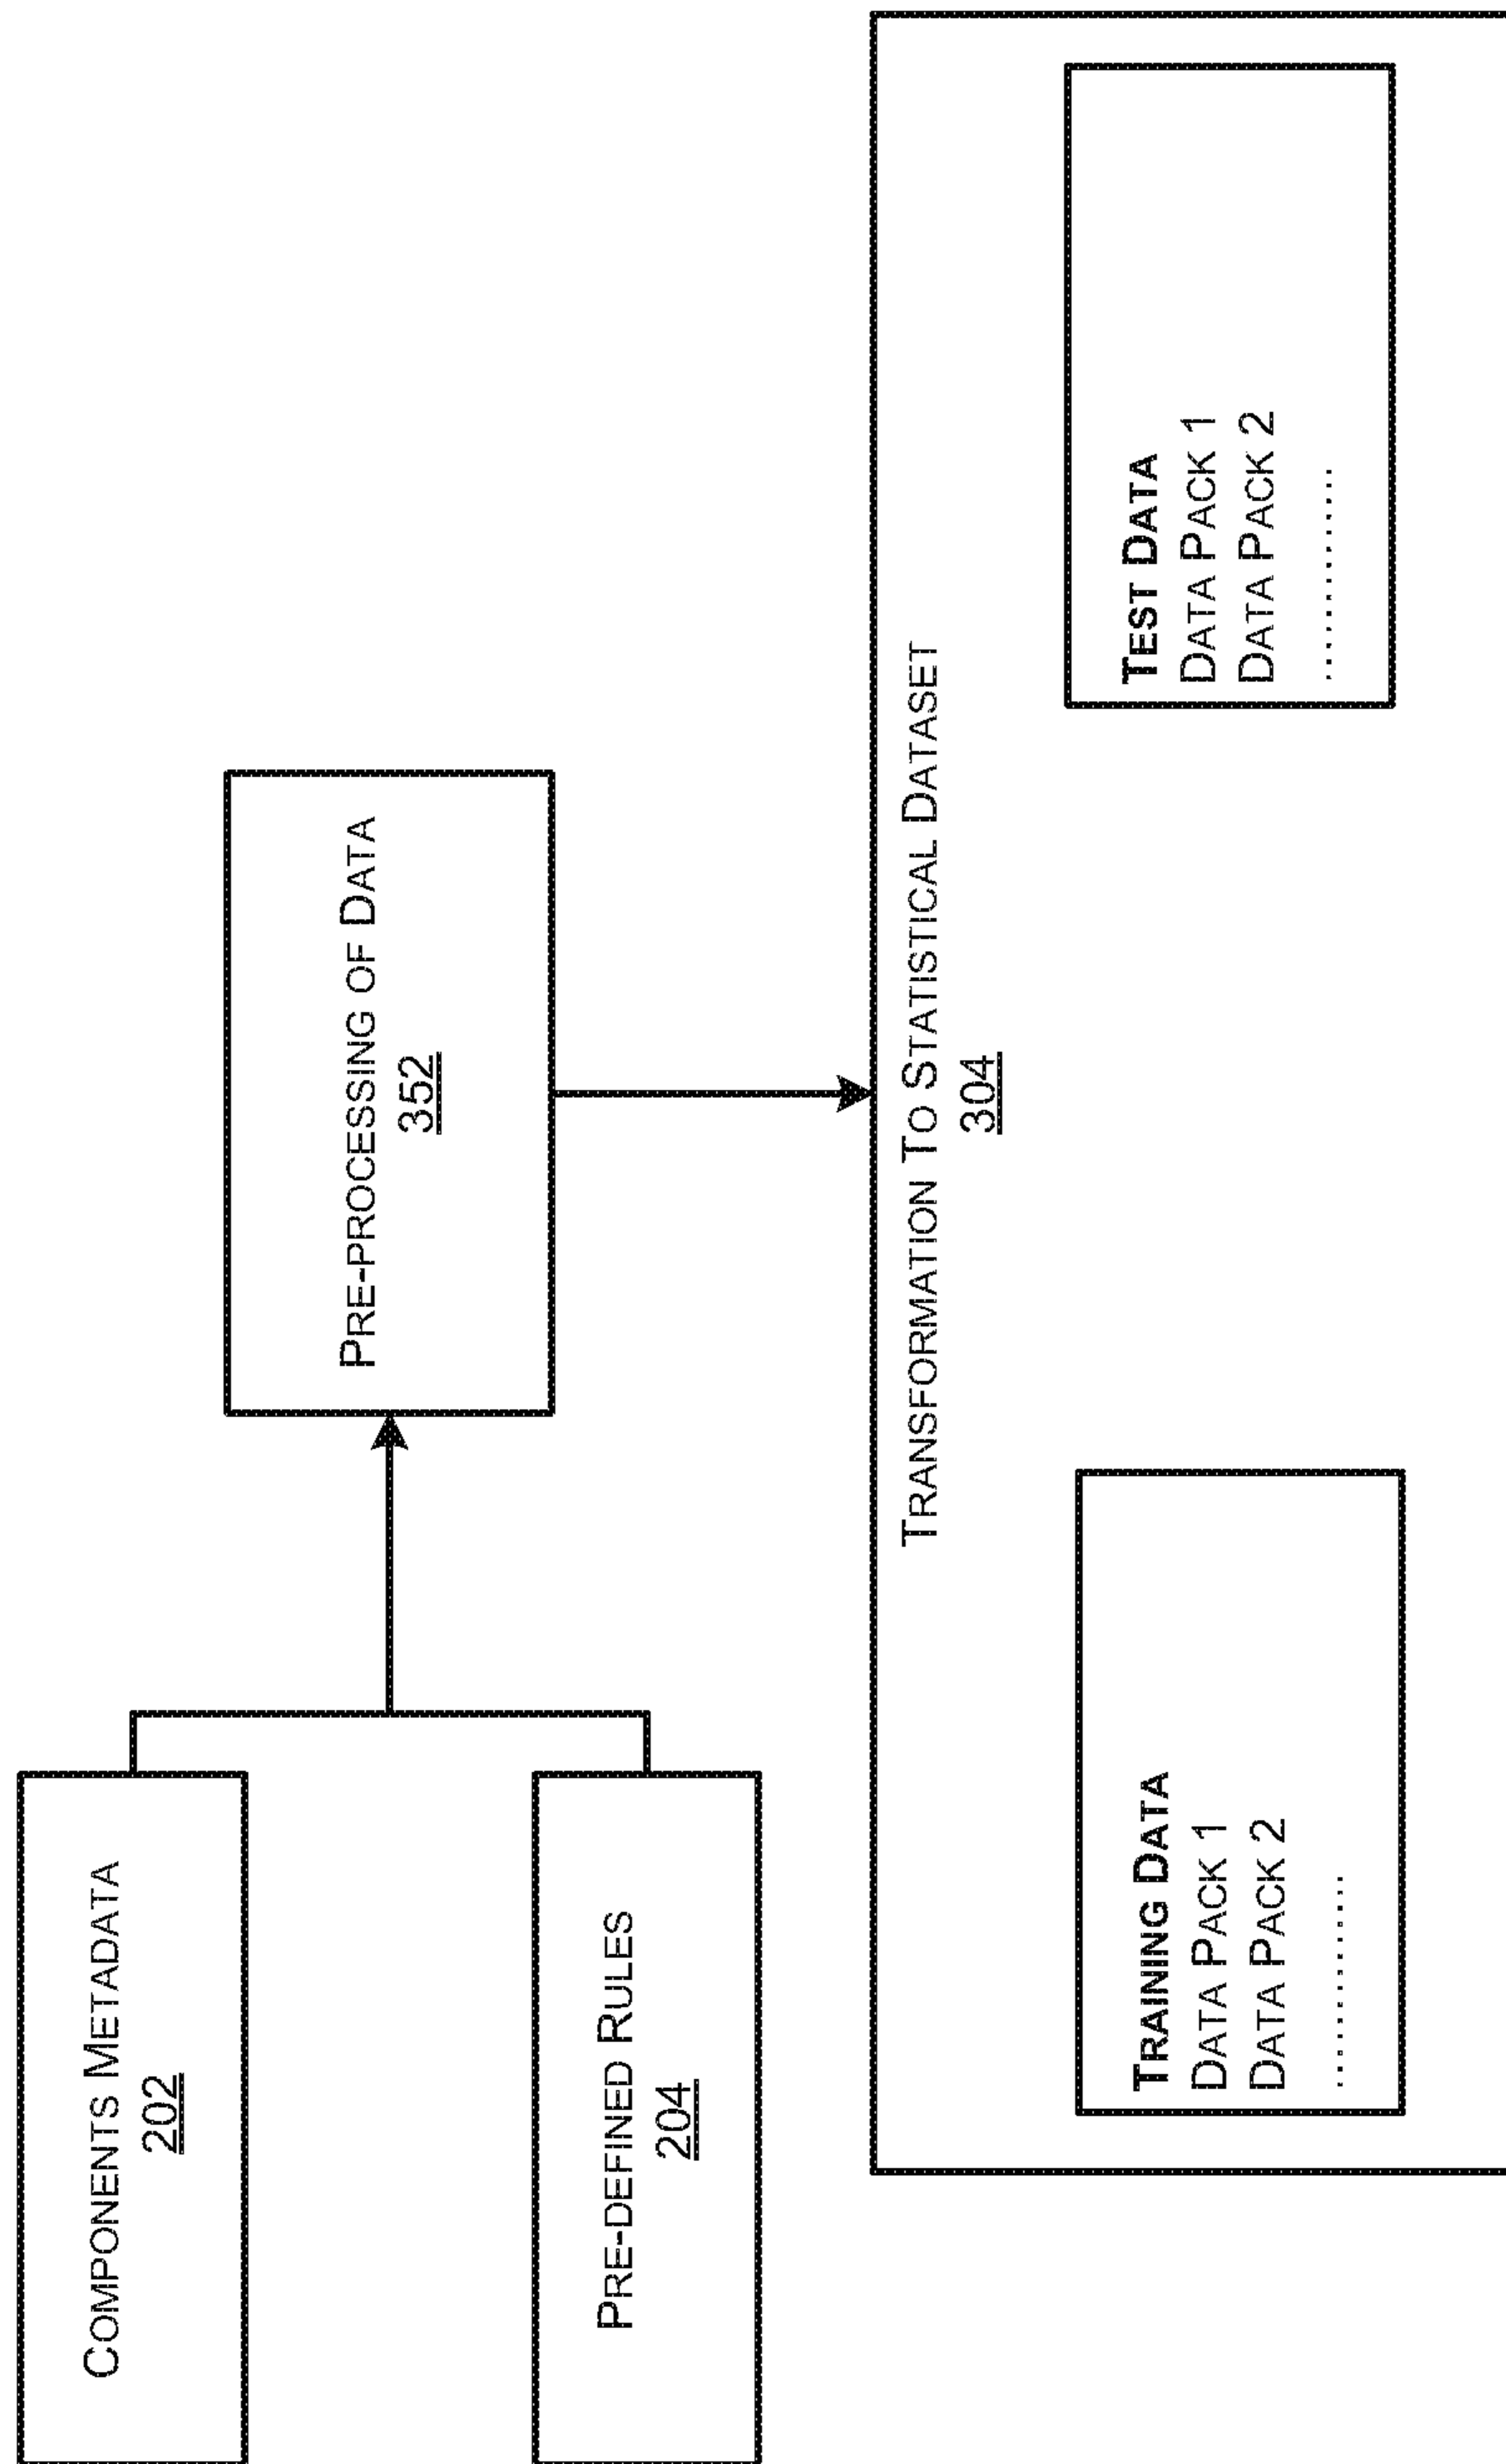 COMPONENTS METADATA
202
PRE-DEFINED RULES
204
PRE-PROCESSING OF DATA
352
TRANSFORMATION TO STATISTICAL DATASET
304
TRAINING DATA
DATA PACK 1
DATA PACK 2
............
TEST DATA
DATA PACK 1
DATA PACK 2
............